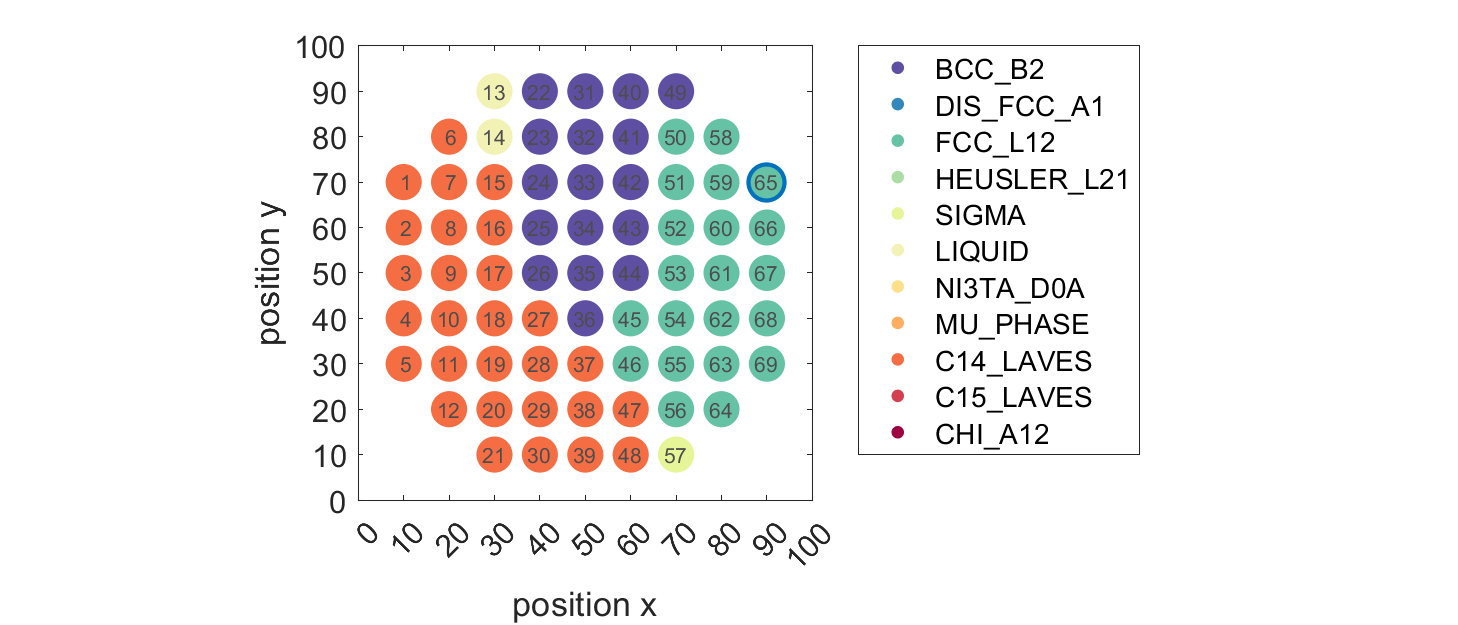 100
90
80
70
60
50
40
30
20
10
0
position y
13 22 31 40 49
6 14 23 32 41 50 58
1 7 15 24 33 42 51 59 65
2 8 16 25 34 43 52 60 66
3 9 17 26 35 44 53 61 67
4 10 18 27 36 45 54 62 68
5 11 19 28 37 46 55 63 69
12 20 29 38 47 56 64
21 30 39 48 57
0 10 20 30 40 50 60 70 80 90 100
position x
BCC_B2
DIS_FCC_A1
FCC_L12
HEUSLER_L21
SIGMA
LIQUID
NI3TA_D0A
MU_PHASE
C14_LAVES
C15_LAVES
CHI_A12